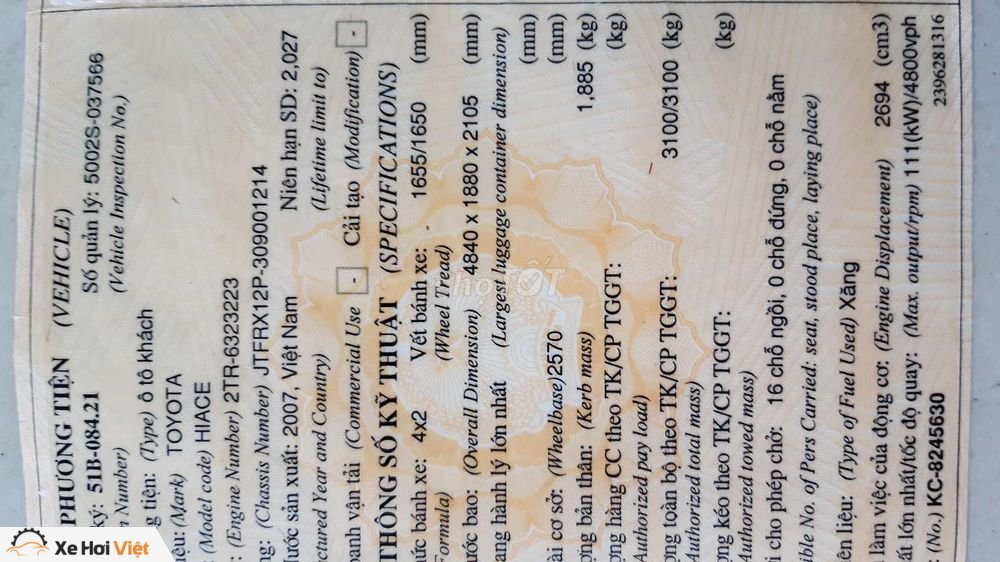 PHƯƠNG TIỆN (VEHICLE)
ký: 51B-084.21 Số quản lý: 5002S-037566
n Number) (Vehicle Inspection No.)
ng tiện: (Type) ô tô khách
iệu: (Mark) TOYOTA
: (Model code) HIACE
: (Engine Number) 2TR-6323223
ng: (Chassis Number) JTFRX12P-309001214
Nước sản xuất: 2007, Việt Nam Niên hạn SD: 2,027
ctured Year and Country) (Lifetime limit to)
oanh vận tải (Commercial Use - Cải tạo (Modification) -
THÔNG SỐ KỸ THUẬT (SPECIFICATIONS)
hức bánh xe: 4x2 Vết bánh xe: 1655/1650 (mm)
Formula) (Wheel Tread)
ước bao: (Overall Dimension) 4840 x 1880 x 2105 (mm)
ang hành lý lớn nhất (Largest luggage container dimension) (mm)
ài cơ sở: (Wheelbase)2570 (mm)
ợng bản thân: (Kerb mass) 1,885 (kg)
ợng hàng CC theo TK/CP TGGT: (kg)
Authorized pay load)
ợng toàn bộ theo TK/CP TGGT: 3100/3100 (kg)
Authorized total mass)
ợng kéo theo TK/CP TGGT: (kg)
Authorized towed mass)
i cho phép chở: 16 chỗ ngồi, 0 chỗ đứng, 0 chỗ nằm
ible No. of Pers Carried: seat, stood place, laying place)
ên liệu: (Type of Fuel Used) Xăng
h làm việc của động cơ: (Engine Displacement) 2694 (cm3)
ất lớn nhất/tốc độ quay: (Max. output/rpm) 111(kW)/4800vph
: (No.) KC-8245630 2396281316
hoTỐT
Xe Hơi Việt